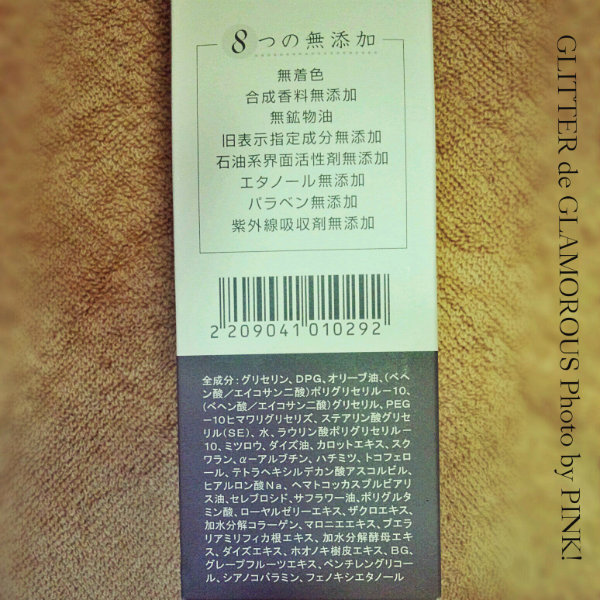 8つの無添加
無着色
合成香料無添加
無鉱物油
旧表示指定成分無添加
石油系界面活性剤無添加
エタノール無添加
パラベン無添加
紫外線吸収剤無添加
2 209041 010292
全成分：グリセリン、DPG、オリーブ油、（ベヘ
ン酸／エイコサン二酸）ポリグリセリルー10、
（ベヘン酸／エイコサン二酸）グリセリル、PEG
－10ヒマワリグリセリズ、ステアリン酸グリセ
リル（SE）、水、ラウリン酸ポリグリセリルー
10、ミツロウ、ダイズ油、カロットエキス、スク
ワラン、α－アルブチン、ハチミツ、トコフェロ
ール、テトラヘキシルデカン酸アスコルビル、
ヒアルロン酸Na、ヘマトコッカスプルビアリ
ス油、セレブロシド、サフラワー油、ポリグルタ
ミン酸、ローヤルゼリーエキス、ザクロエキス、
加水分解コラーゲン、マロニエエキス、プエラ
リアミリフィカ根エキス、加水分解酵母エキ
ス、ダイズエキス、ホオノキ樹皮エキス、BG、
グレープフルーツエキス、ペンチレングリコー
ル、シアノコバラミン、フェノキシエタノール
GLITTER de GLAMOROUS Photo by PINK!